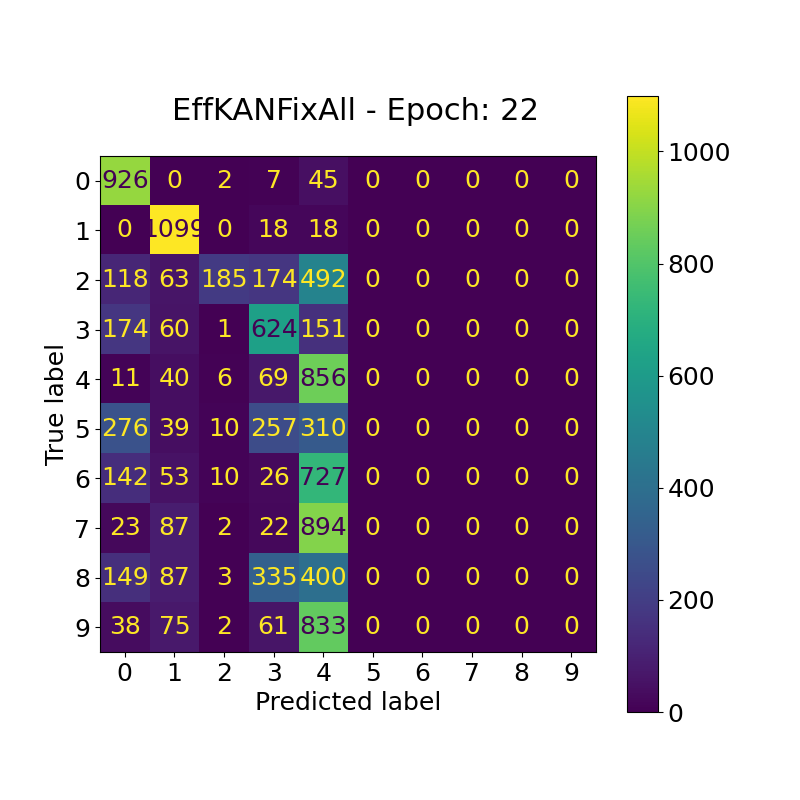 EffKANFixAll - Epoch: 22
True label
0 926 0 2 7 45 0 0 0 0 0
1 0 1099 0 18 18 0 0 0 0 0
2 118 63 185 174 492 0 0 0 0 0
3 174 60 1 624 151 0 0 0 0 0
4 11 40 6 69 856 0 0 0 0 0
5 276 39 10 257 310 0 0 0 0 0
6 142 53 10 26 727 0 0 0 0 0
7 23 87 2 22 894 0 0 0 0 0
8 149 87 3 335 400 0 0 0 0 0
9 38 75 2 61 833 0 0 0 0 0
0 1 2 3 4 5 6 7 8 9
Predicted label
1000
800
600
400
200
0